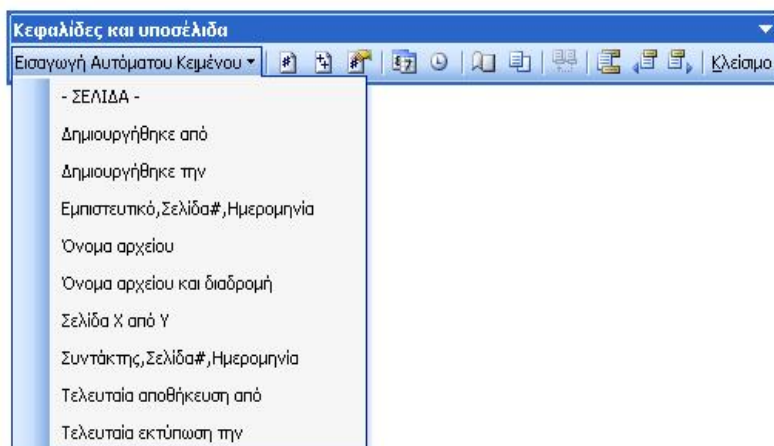 Κεφαλίδες και υποσέλιδα
Εισαγωγή Αυτόματου Κειμένου Κλείσιμο
- ΣΕΛΙΔΑ -
Δημιουργήθηκε από
Δημιουργήθηκε την
Εμπιστευτικό,Σελίδα#,Ημερομηνία
Όνομα αρχείου
Όνομα αρχείου και διαδρομή
Σελίδα X από Y
Συντάκτης,Σελίδα#,Ημερομηνία
Τελευταία αποθήκευση από
Τελευταία εκτύπωση την